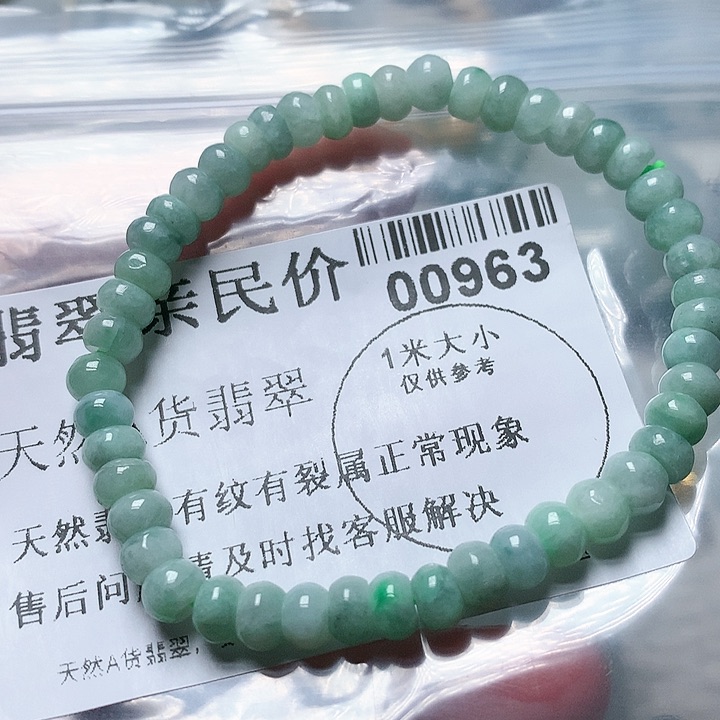 00963
翡翠亲民价
1米大小
仅供参考
天然 货翡翠
天然翡 有纹有裂属正常现象
售后问 请及时找客服解决
天然A货翡翠,